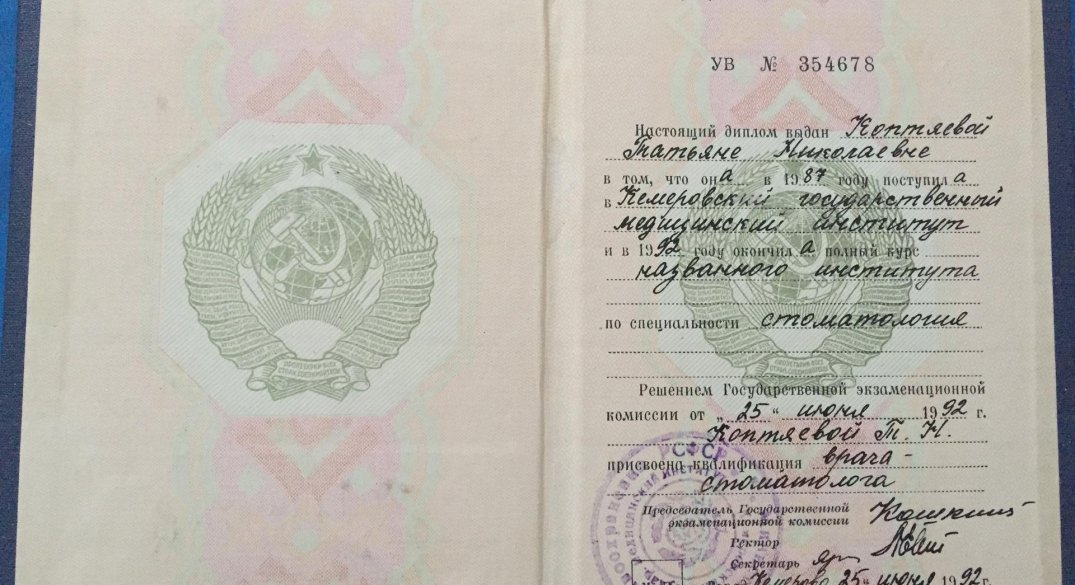 УВ № 354678
Настоящий диплом выдан Коптяевой
Татьяне Николаевне
в том, что она в 1987 году поступила
в Кемеровский государственный
медицинский институт
и в 1992 году окончила полный курс
названного института
по специальности стоматология
Решением Государственной экзаменационной
комиссии от „25“ июня 1992 г.
Коптяевой Т. Н.
присвоена квалификация врача-
стоматолога
Председатель Государственной
экзаменационной комиссии
Ректор
Секретарь
Кемерово 25 июня 1992
РСФСР